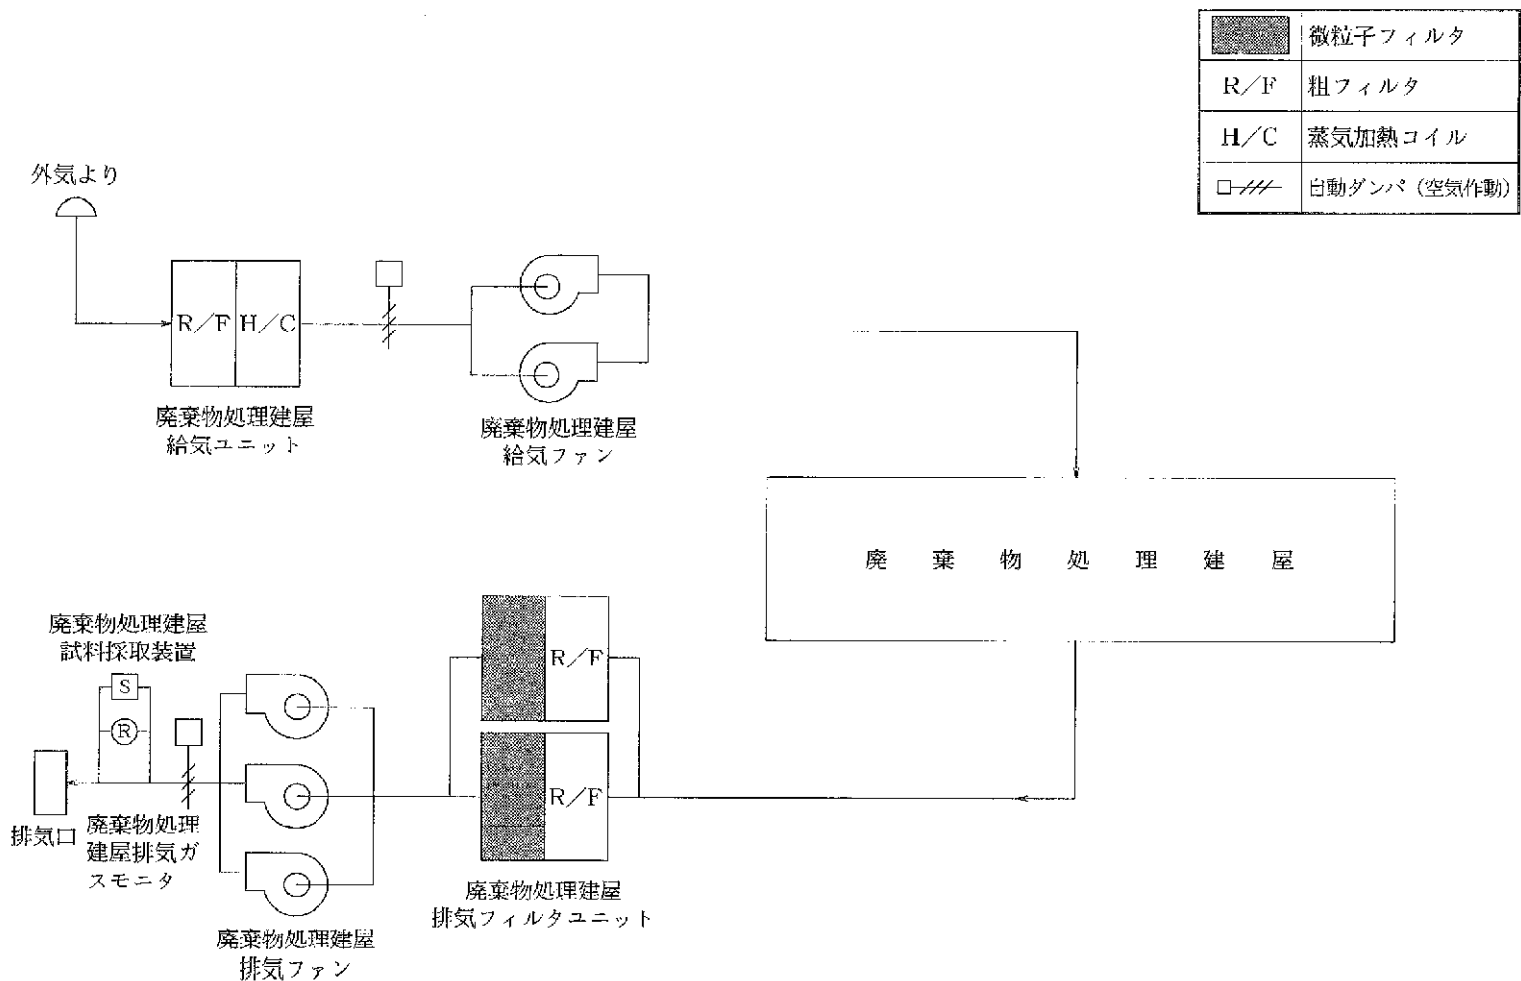 微粒子フィルタ
R/F 粗フィルタ
H/C 蒸気加熱コイル
自動ダンパ(空気作動)
外気より
R/F H/C
廃棄物処理建屋
給気ユニット
廃棄物処理建屋
給気ファン
廃棄物処理建屋
廃棄物処理建屋
試料採取装置
S
R
R/F
R/F
排気口
廃棄物処理
建屋排気ガ
スモニタ
廃棄物処理建屋
排気フィルタユニット
廃棄物処理建屋
排気ファン